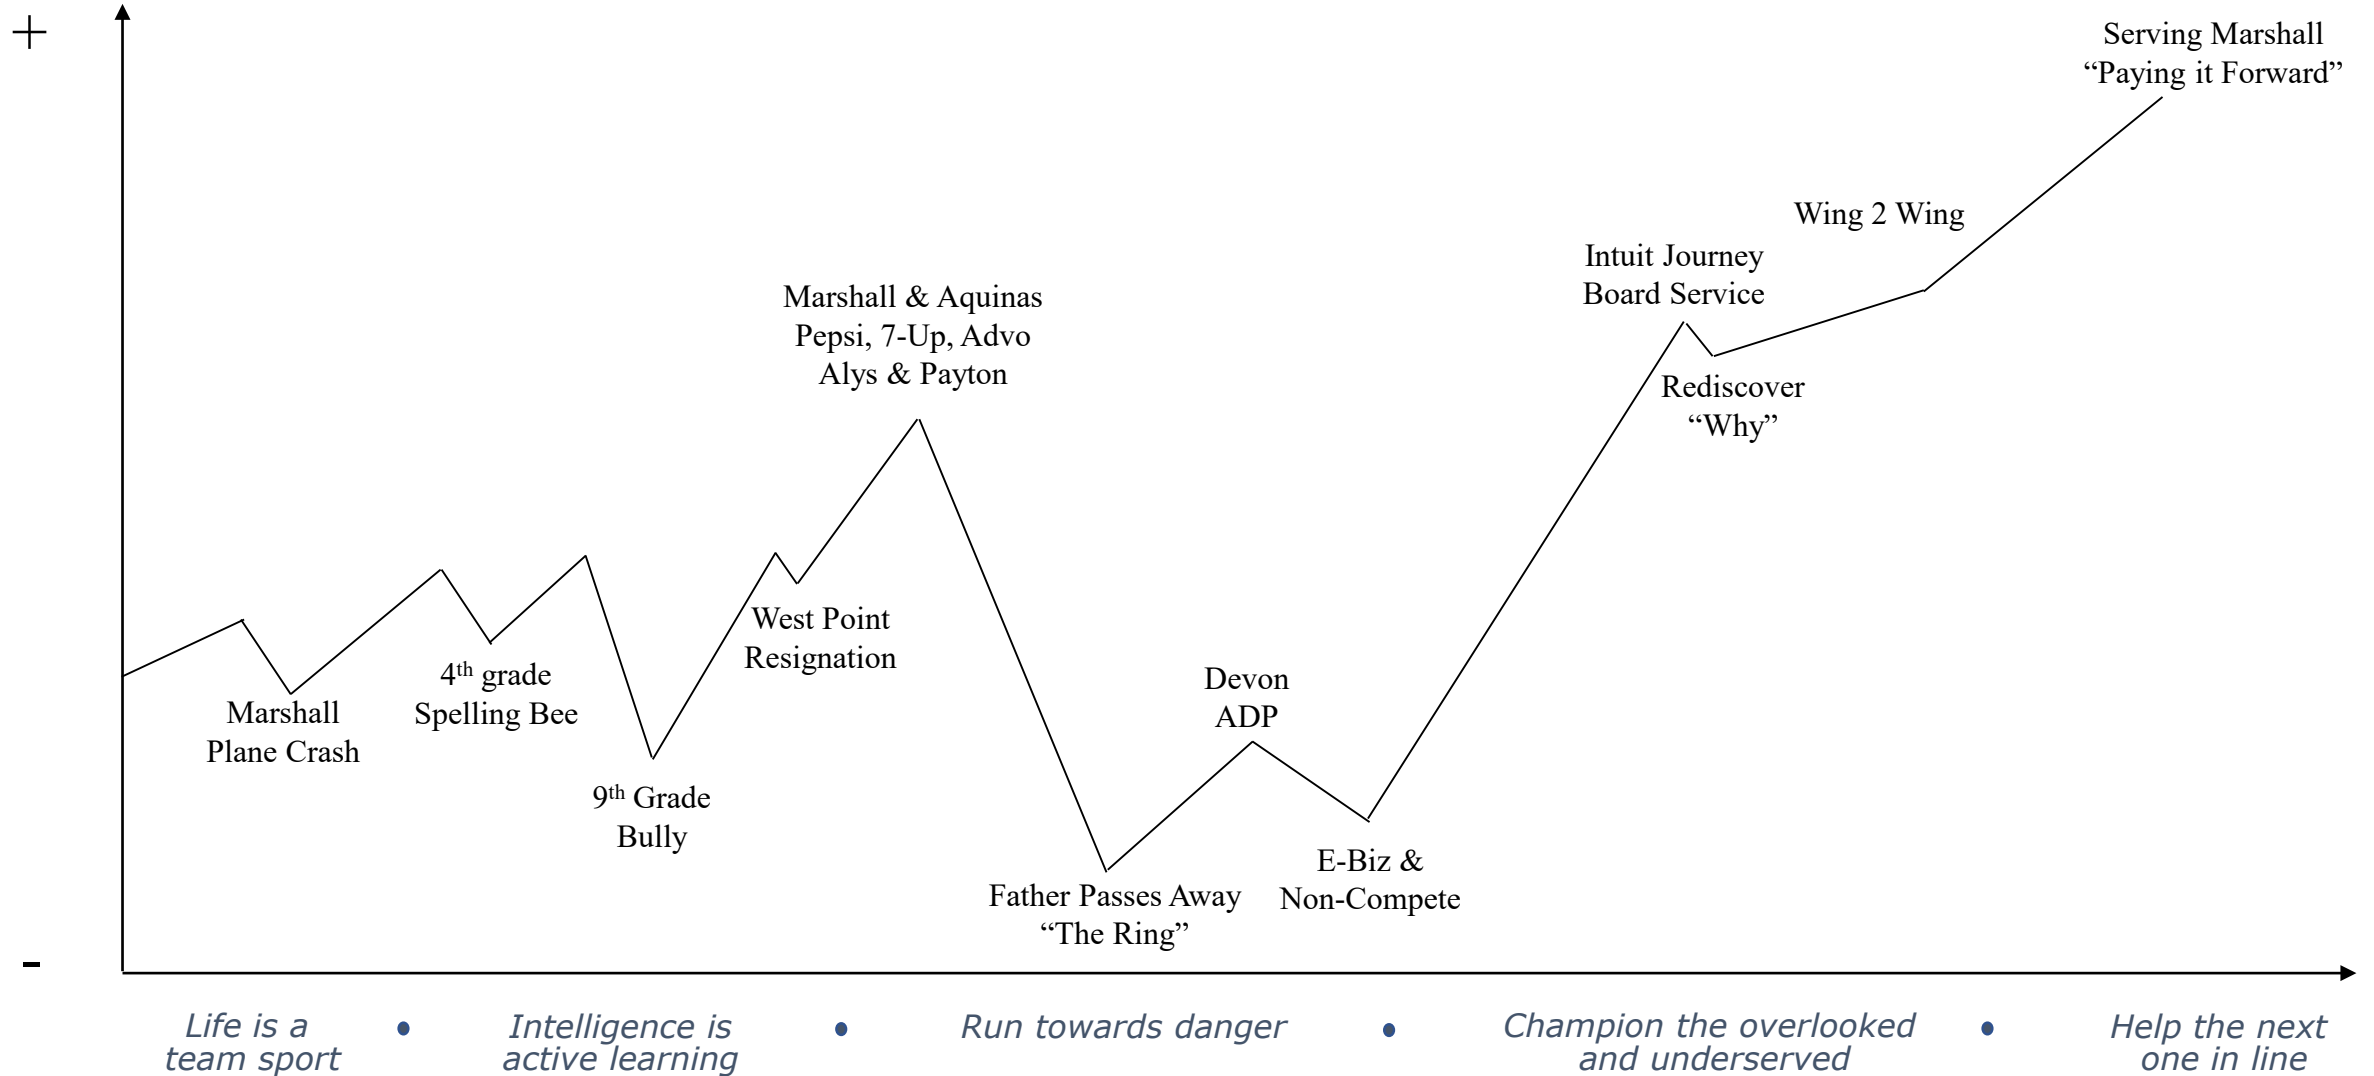 +
Serving Marshall
“Paying it Forward”
Wing 2 Wing
Intuit Journey
Board Service
Marshall & Aquinas
Pepsi, 7-Up, Advo
Alys & Payton
Rediscover
“Why”
West Point
Resignation
4th grade
Spelling Bee
Marshall
Plane Crash
Devon
ADP
9th Grade
Bully
E-Biz &
Non-Compete
Father Passes Away
“The Ring”
-
Life is a
team sport
•
Intelligence is
active learning
•
Run towards danger
•
Champion the overlooked
and underserved
•
Help the next
one in line